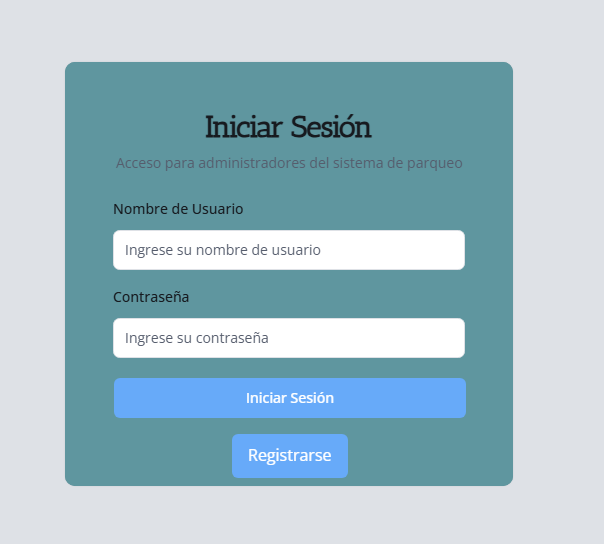 Iniciar Sesión
Acceso para administradores del sistema de parqueo
Nombre de Usuario
Ingrese su nombre de usuario
Contraseña
Ingrese su contraseña
Iniciar Sesión
Registrarse